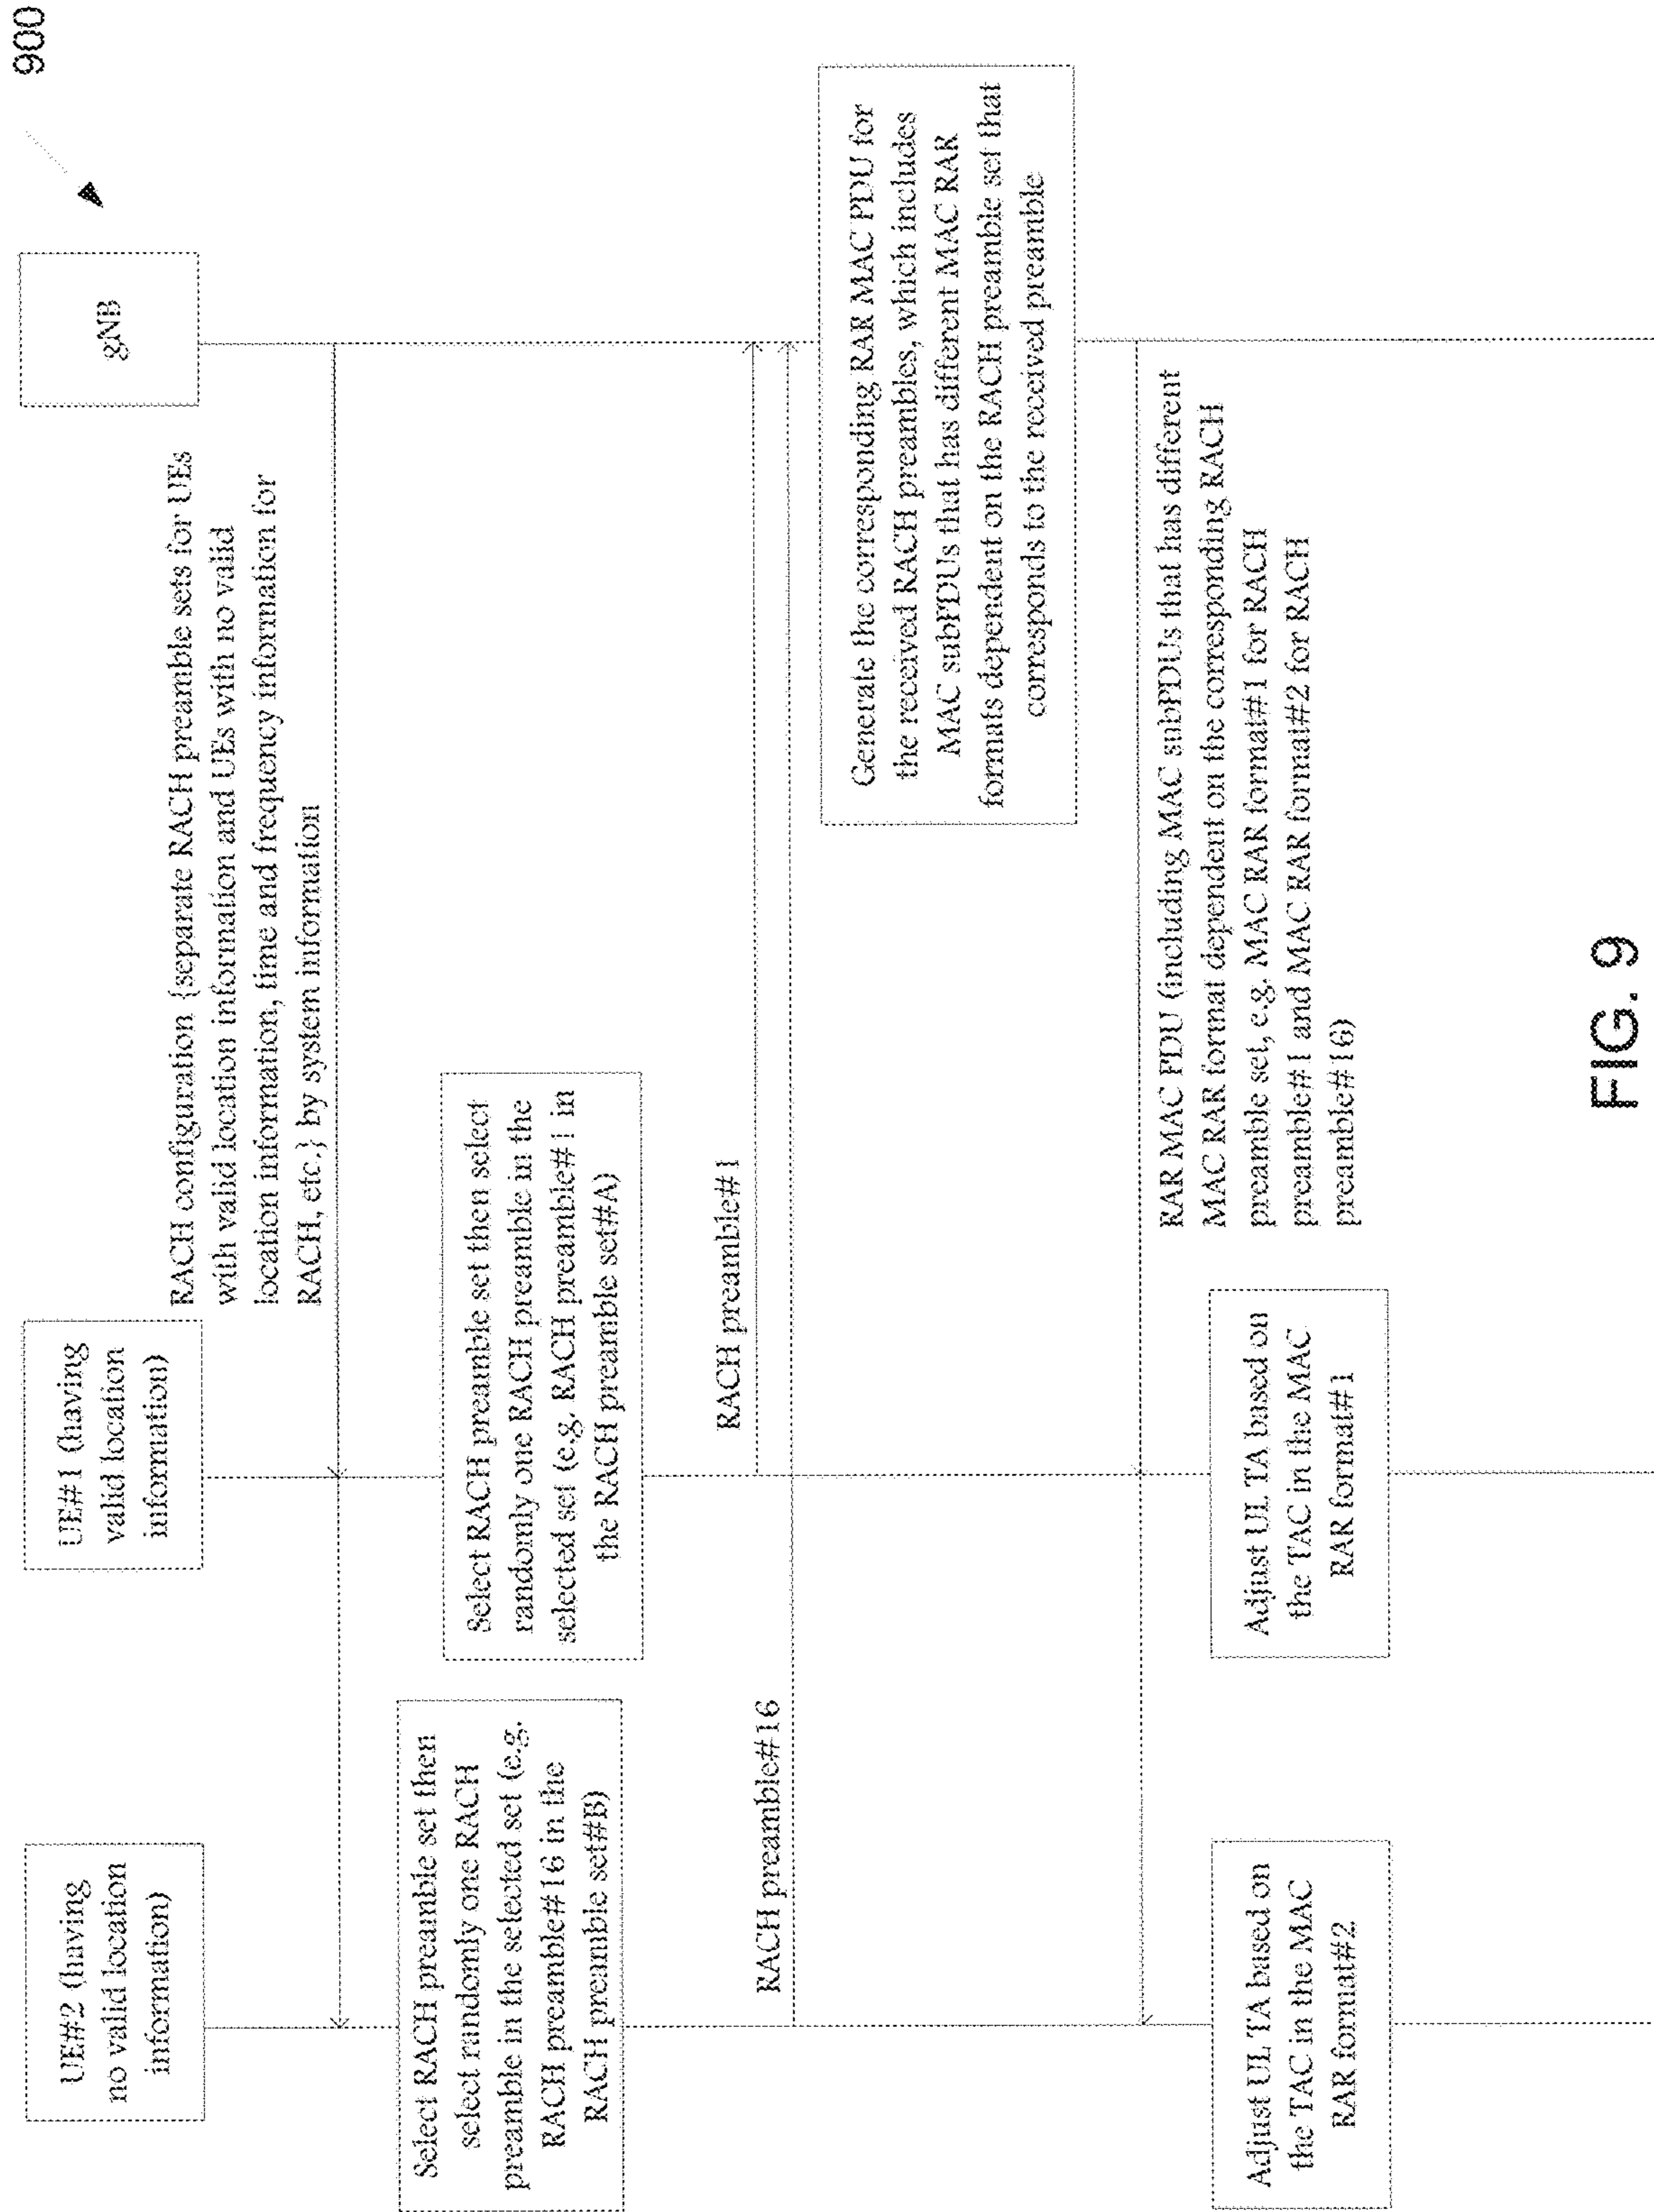 900
UE#2 (having
no valid location
information)
UE#1 (having
valid location
information)
gNB
RACH configuration {separate RACH preamble sets for UEs
with valid location information and UEs with no valid
location information, time and frequency information for
RACH, etc.} by system information
Select RACH preamble set then
select randomly one RACH
preamble in the selected set (e.g.
RACH preamble#16 in the
RACH preamble set#B)
Select RACH preamble set then select
randomly one RACH preamble in the
selected set (e.g. RACH preamble#1 in
the RACH preamble set#A)
RACH preamble#1
RACH preamble#16
Generate the corresponding RAR MAC PDU for
the received RACH preambles, which includes
MAC subPDUs that has different MAC RAR
formats dependent on the RACH preamble set that
corresponds to the received preamble
RAR MAC PDU (including MAC subPDUs that has different
MAC RAR format dependent on the corresponding RACH
preamble set, e.g. MAC RAR format#1 for RACH
preamble#1 and MAC RAR format#2 for RACH
preamble#16)
Adjust UL TA based on
the TAC in the MAC
RAR format#2
Adjust UL TA based on
the TAC in the MAC
RAR format#1
FIG. 9